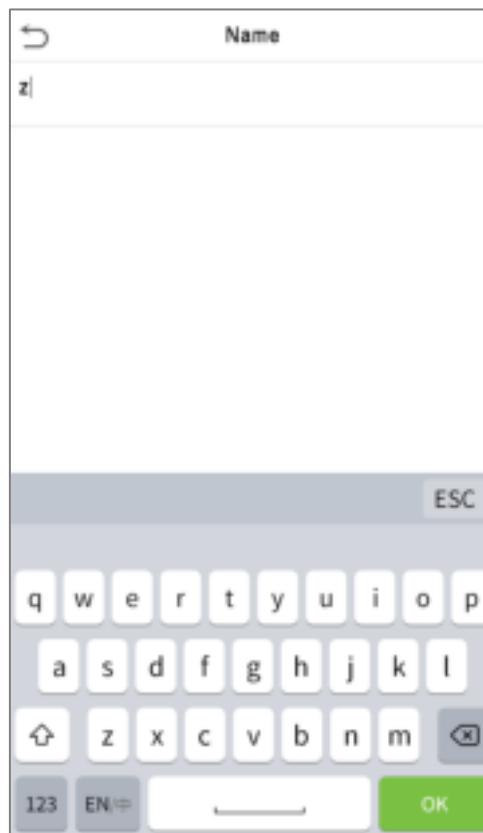 Name
z
ESC
q w e r t y u i o p
a s d f g h j k l
z x c v b n m
123 EN/中 OK